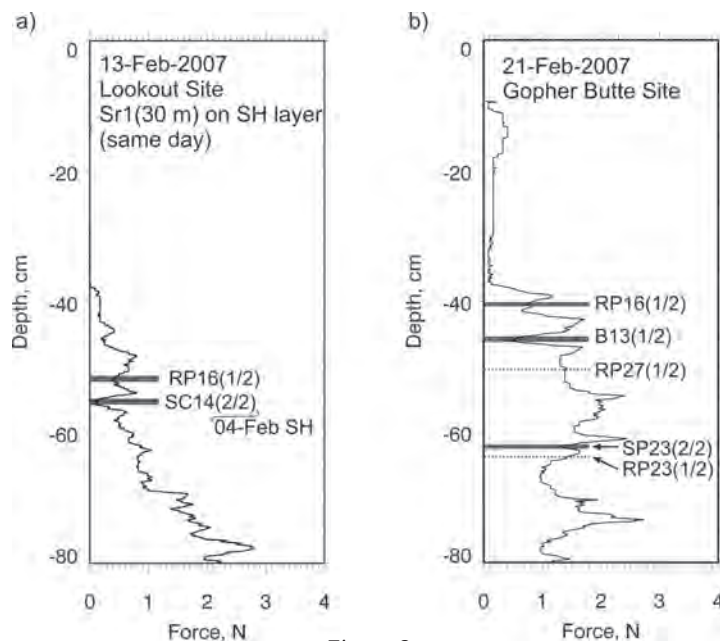 a)
0
-20
-40
-60
-80
Depth, cm
13-Feb-2007
Lookout Site
Sr1(30 m) on SH layer
(same day)
RP16(1/2)
SC14(2/2)
04-Feb SH
0 1 2 3 4
Force, N
b)
0
-20
-40
-60
-80
Depth, cm
21-Feb-2007
Gopher Butte Site
RP16(1/2)
B13(1/2)
RP27(1/2)
SP23(2/2)
RP23(1/2)
0 1 2 3 4
Force, N